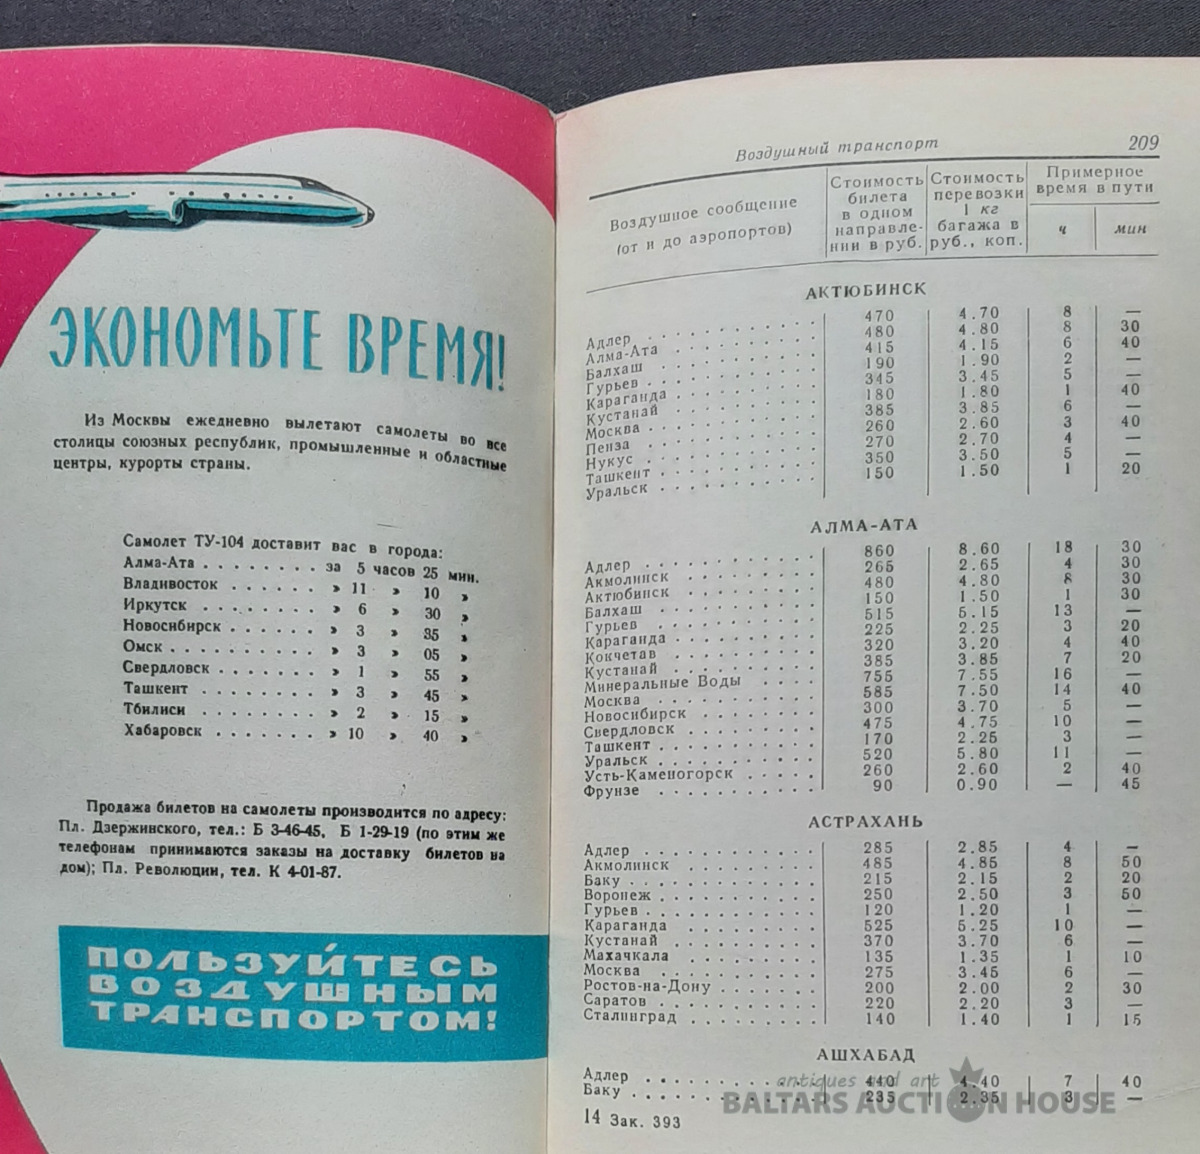 ЭКОНОМЬТЕ ВРЕМЯ!
Из Москвы ежедневно вылетают самолеты во все
столицы союзных республик, промышленные и областные
центры, курорты страны.
Самолет ТУ-104 доставит вас в города:
Алма-Ата . . . . . . . . за 5 часов 25 мин.
Владивосток . . . . . . » 11 » 10 »
Иркутск . . . . . . . . » 6 » 30 »
Новосибирск . . . . . . » 3 » 35 »
Омск . . . . . . . . . . » 3 » 05 »
Свердловск . . . . . . . » 1 » 55 »
Ташкент . . . . . . . . » 3 » 45 »
Тбилиси . . . . . . . . » 2 » 15 »
Хабаровск . . . . . . . » 10 » 40 »
Продажа билетов на самолеты производится по адресу:
Пл. Дзержинского, тел.: Б 3-46-45, Б 1-29-19 (по этим же
телефонам принимаются заказы на доставку билетов на
дом); Пл. Революции, тел. К 4-01-87.
ПОЛЬЗУЙТЕСЬ
ВОЗДУШНЫМ
ТРАНСПОРТОМ!
Воздушный транспорт 209
Воздушное сообщение
(от и до аэропортов)
Стоимость
билета
в одном
направле-
нии в руб.
Стоимость
перевозки
1 кг
багажа в
руб., коп.
Примерное
время в пути
ч мин
АКТЮБИНСК
Адлер 470 4.70 8 —
Алма-Ата 480 4.80 8 30
Балхаш 415 4.15 6 40
Гурьев 190 1.90 2 —
Караганда 345 3.45 5 —
Кустанай 180 1.80 1 40
Москва 385 3.85 6 —
Пенза 260 2.60 3 40
Нукус 270 2.70 4 —
Ташкент 350 3.50 5 —
Уральск 150 1.50 1 20
АЛМА-АТА
Адлер 860 8.60 18 30
Акмолинск 265 2.65 4 30
Актюбинск 480 4.80 8 30
Балхаш 150 1.50 1 30
Гурьев 515 5.15 13 —
Караганда 225 2.25 3 20
Кокчетав 320 3.20 4 40
Кустанай 385 3.85 7 20
Минеральные Воды 755 7.55 16 —
Москва 585 7.50 14 40
Новосибирск 300 3.70 5 —
Свердловск 475 4.75 10 —
Ташкент 170 2.25 3 —
Уральск 520 5.80 11 —
Усть-Каменогорск 260 2.60 2 40
Фрунзе 90 0.90 — 45
АСТРАХАНЬ
Адлер 285 2.85 4 —
Акмолинск 485 4.85 8 50
Баку 215 2.15 2 20
Воронеж 250 2.50 3 50
Гурьев 120 1.20 1 —
Караганда 525 5.25 10 —
Кустанай 370 3.70 6 —
Махачкала 135 1.35 1 10
Москва 275 3.45 6 —
Ростов-на-Дону 200 2.00 2 30
Саратов 220 2.20 3 —
Сталинград 140 1.40 1 15
АШХАБАД
Адлер 440 4.40 7 40
Баку 235 2.35 3 —
14 Зак. 393
antiques and art
BALTARS AUCTION HOUSE